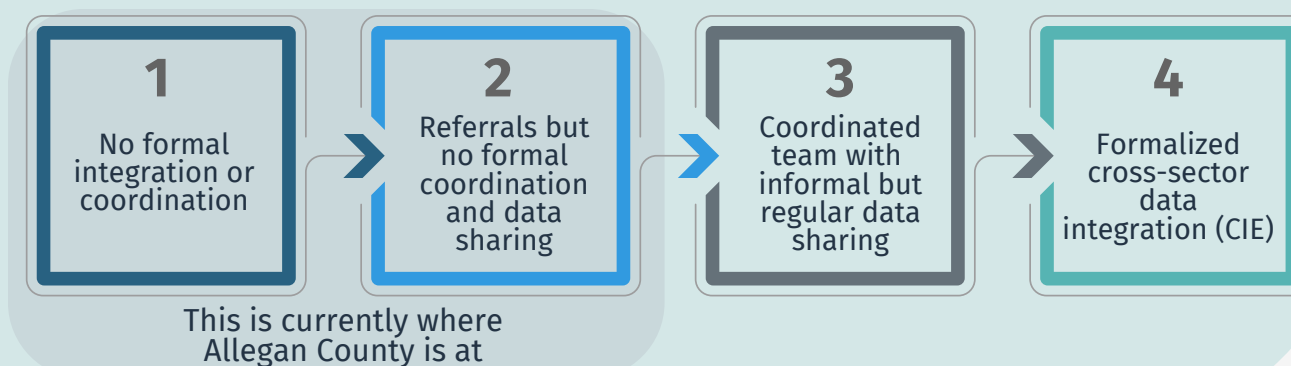 1
No formal
integration or
coordination
2
Referrals but
no formal
coordination
and data
sharing
3
Coordinated
team with
informal but
regular data
sharing
4
Formalized
cross-sector
data
integration (CIE)
This is currently where
Allegan County is at